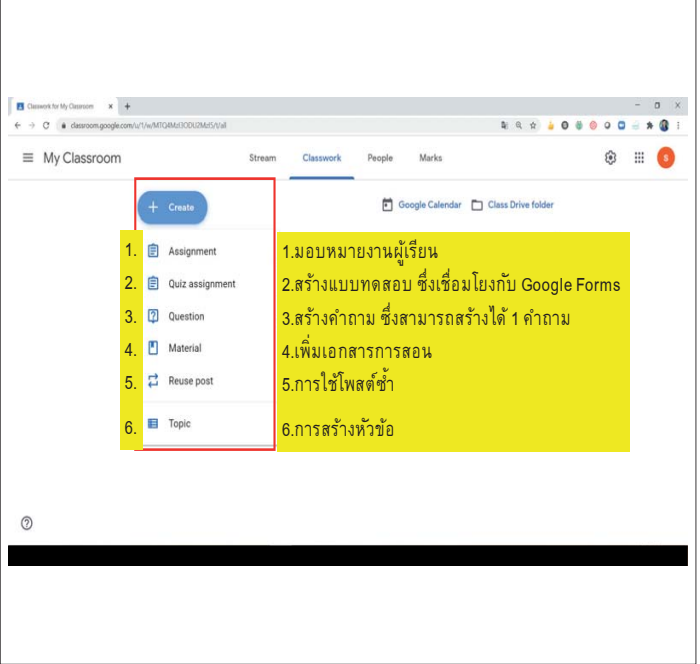 Classwork for My Classroom
My Classroom
Stream
Classwork
People
Marks
S
+ Create
Google Calendar
Class Drive folder
1. Assignment 1.มอบหมายงานผู้เรียน
2. Quiz assignment 2.สร้างแบบทดสอบ ซึ่งเชื่อมโยงกับ Google Forms
3. Question 3.สร้างคำถาม ซึ่งสามารถสร้างได้ 1 คำถาม
4. Material 4.เพิ่มเอกสารการสอน
5. Reuse post 5.การใช้โพสต์ซ้ำ
6. Topic 6.การสร้างหัวข้อ